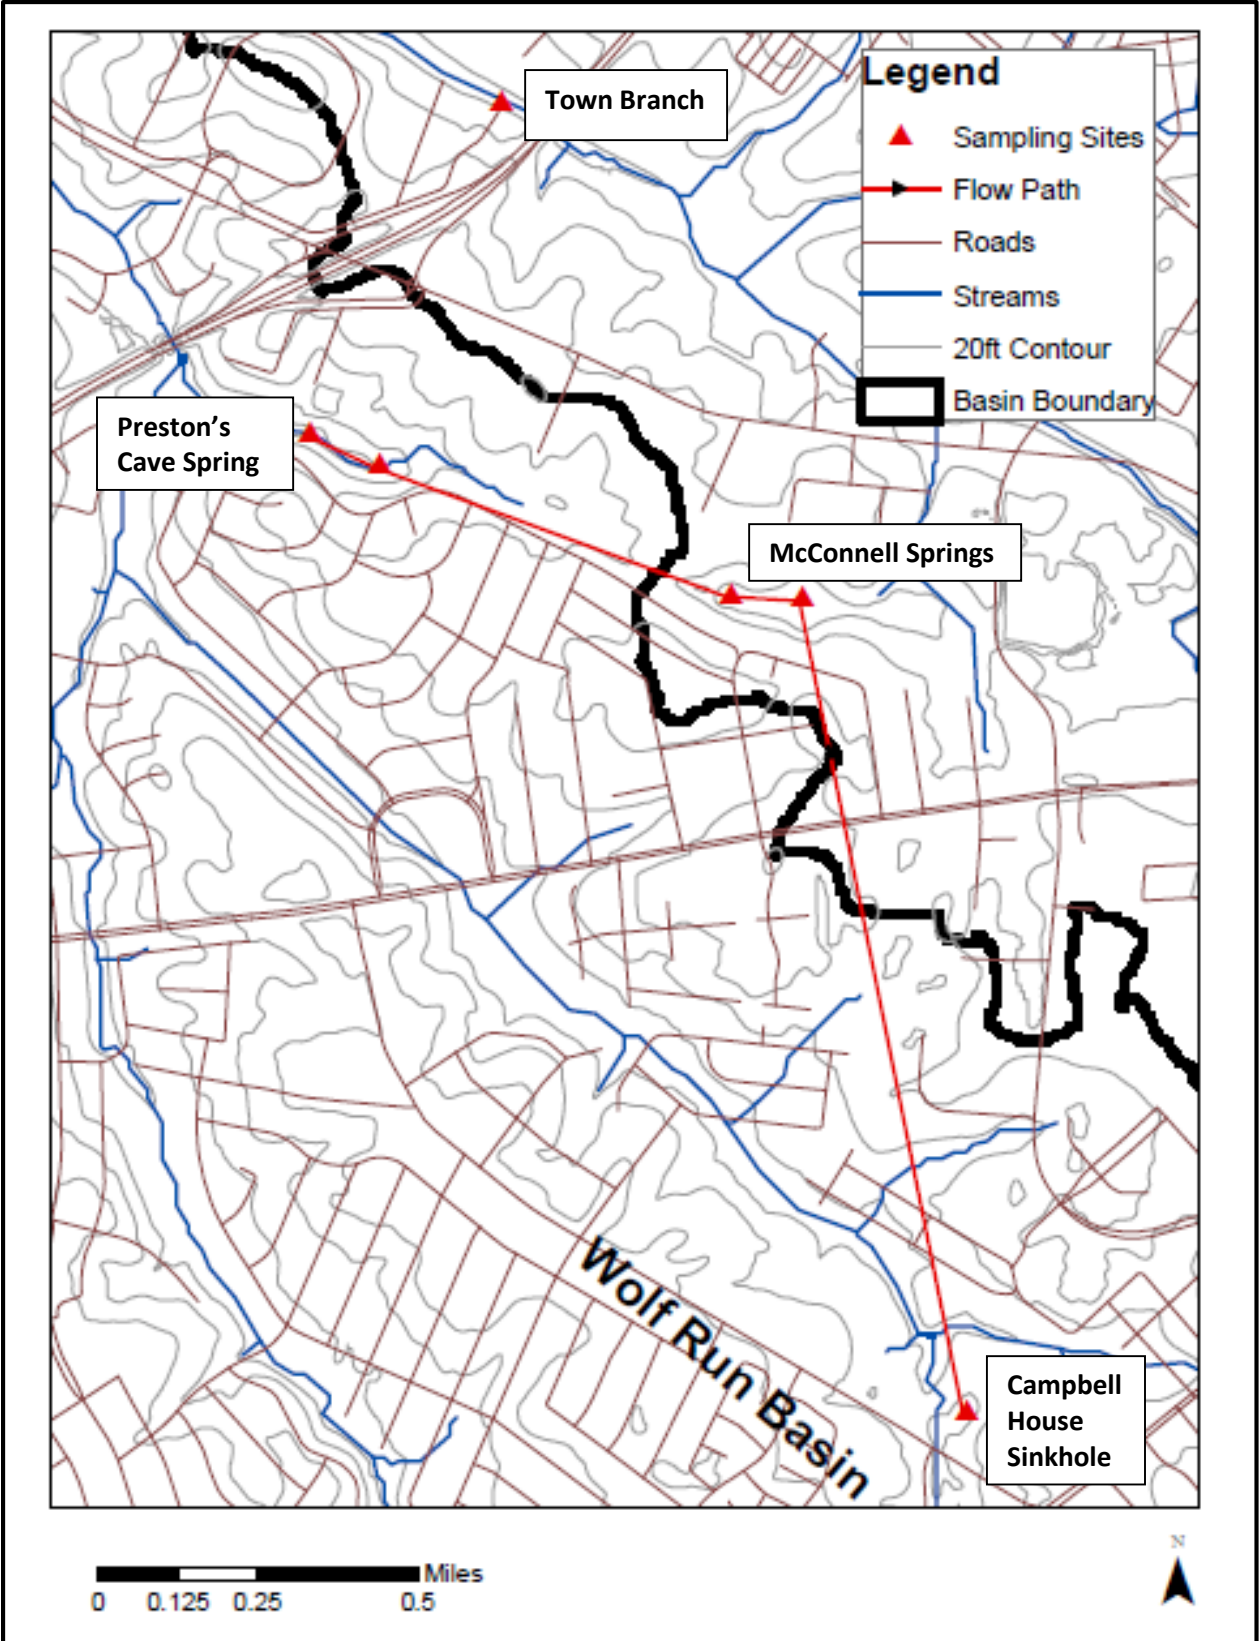 Town Branch
Legend
Sampling Sites
Flow Path
Roads
Streams
20ft Contour
Basin Boundary
Preston's
Cave Spring
McConnell Springs
Wolf Run Basin
Campbell
House
Sinkhole
Miles
0 0.125 0.25 0.5
N